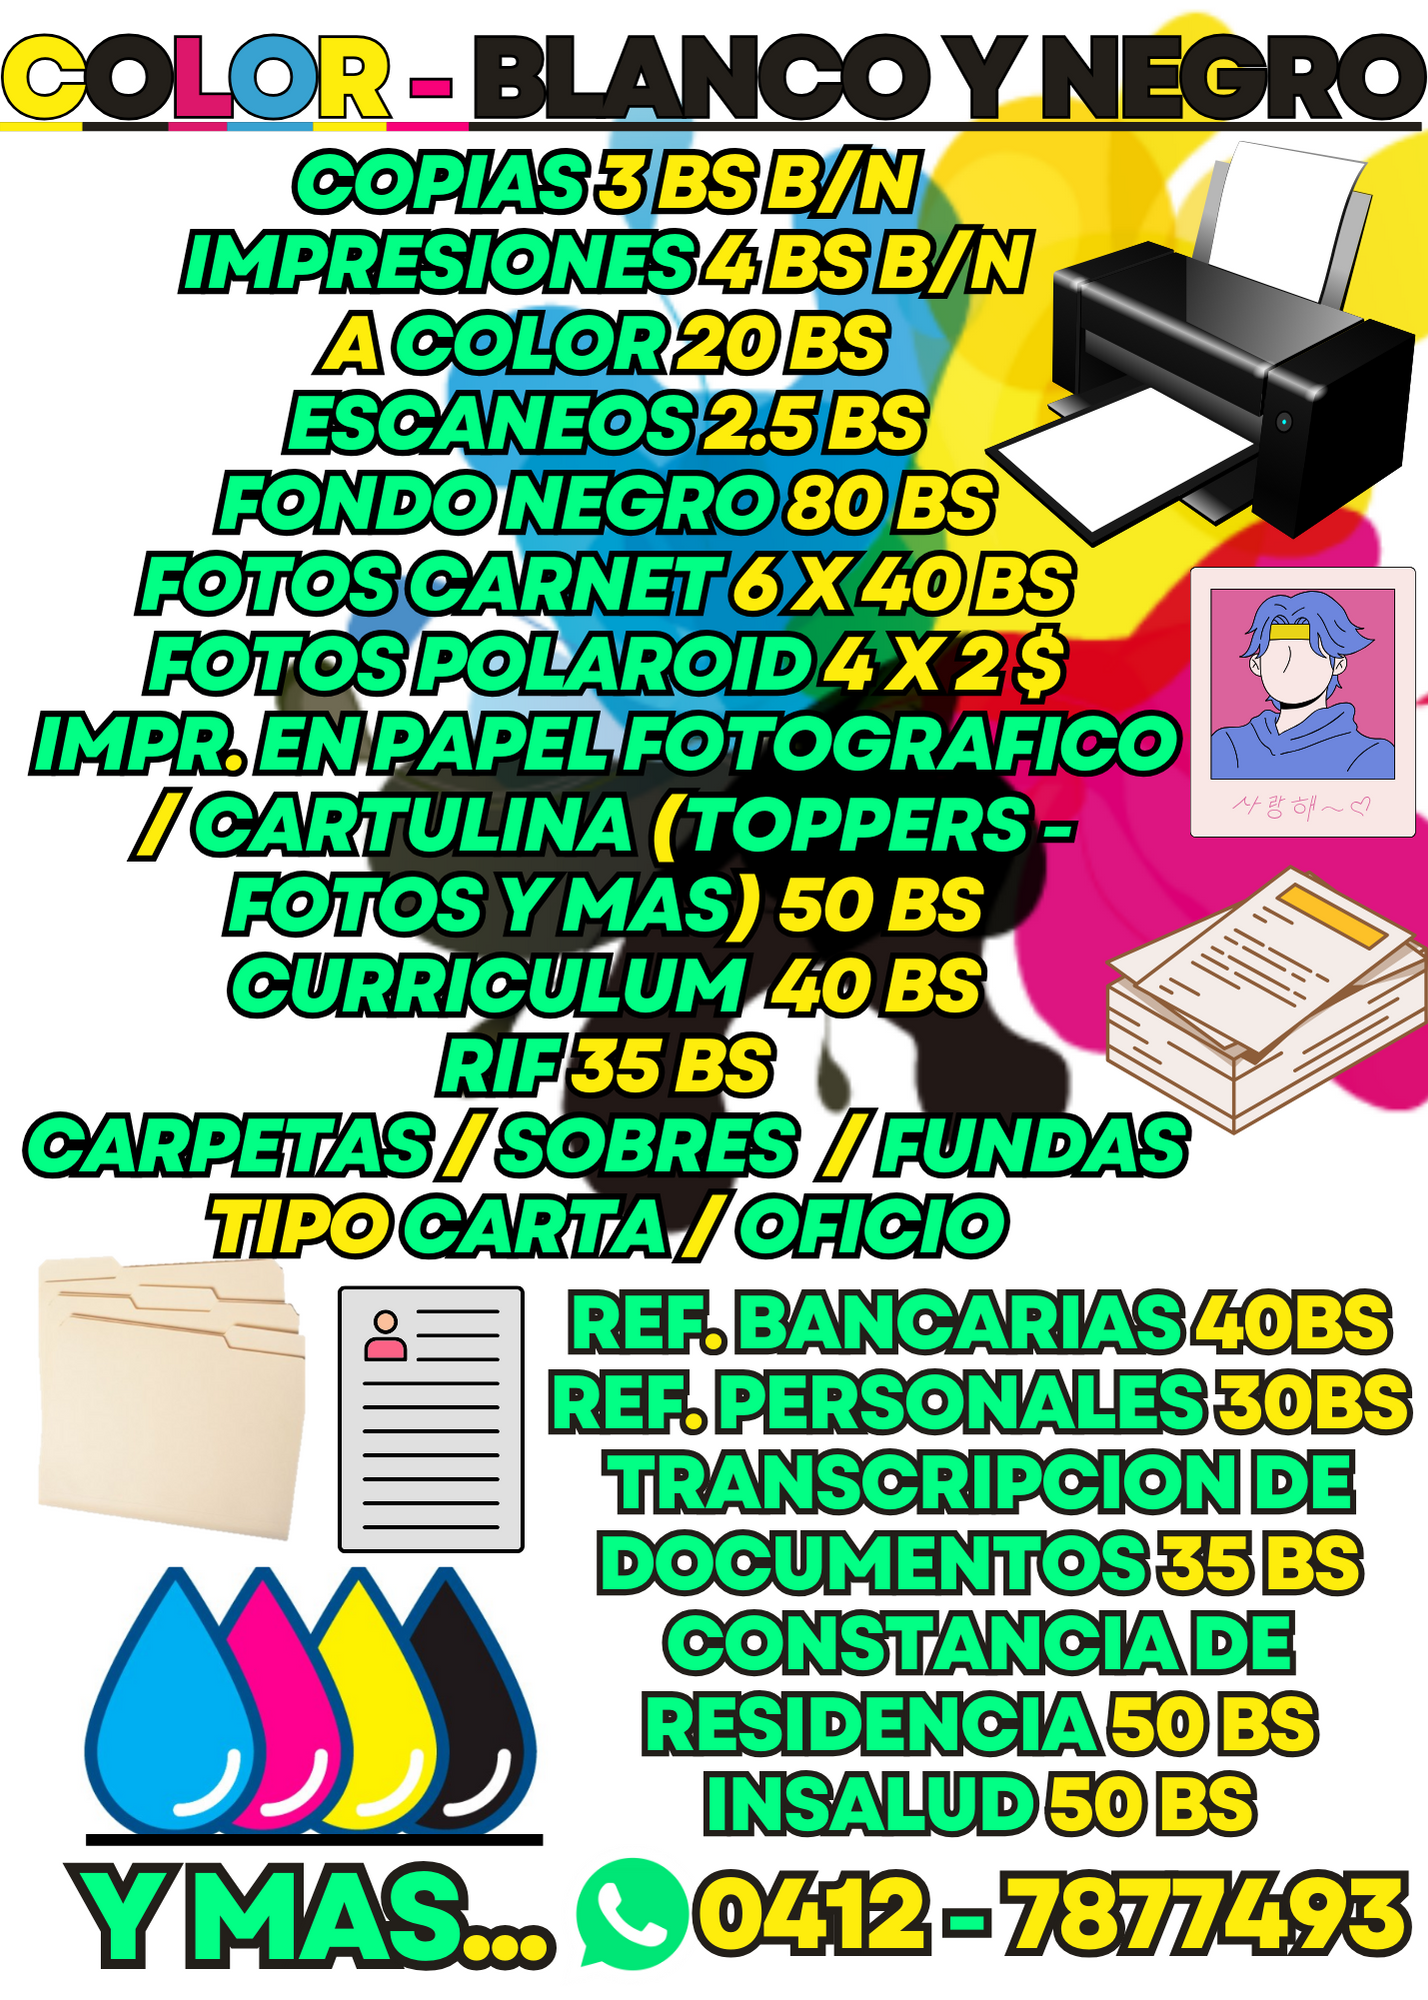 COLOR - BLANCO Y NEGRO
COPIAS 3 BS B/N
IMPRESIONES 4 BS B/N
A COLOR 20 BS
ESCANEOS 2.5 BS
FONDO NEGRO 80 BS
FOTOS CARNET 6 X 40 BS
FOTOS POLAROID 4 X 2 $
IMPR. EN PAPEL FOTOGRAFICO
/ CARTULINA (TOPPERS -
FOTOS Y MAS) 50 BS
사랑해~♡
CURRICULUM 40 BS
RIF 35 BS
CARPETAS / SOBRES / FUNDAS
TIPO CARTA / OFICIO
REF. BANCARIAS 40BS
REF. PERSONALES 30BS
TRANSCRIPCION DE
DOCUMENTOS 35 BS
CONSTANCIA DE
RESIDENCIA 50 BS
INSALUD 50 BS
Y MAS... 0412 - 7877493